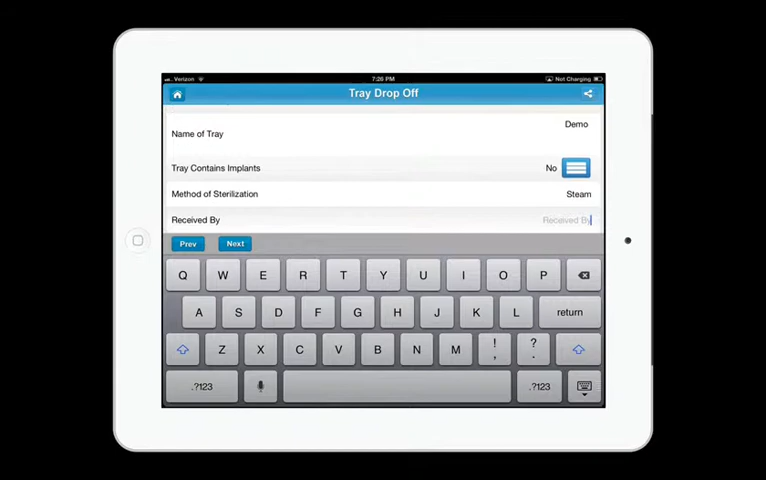 Verizon 7:26 PM Not Charging
Tray Drop Off
Name of Tray Demo
Tray Contains Implants No
Method of Sterilization Steam
Received By Received By
Prev Next
Q W E R T Y U I O P
A S D F G H J K L return
Z X C V B N M ! , ? .
.?123 .?123